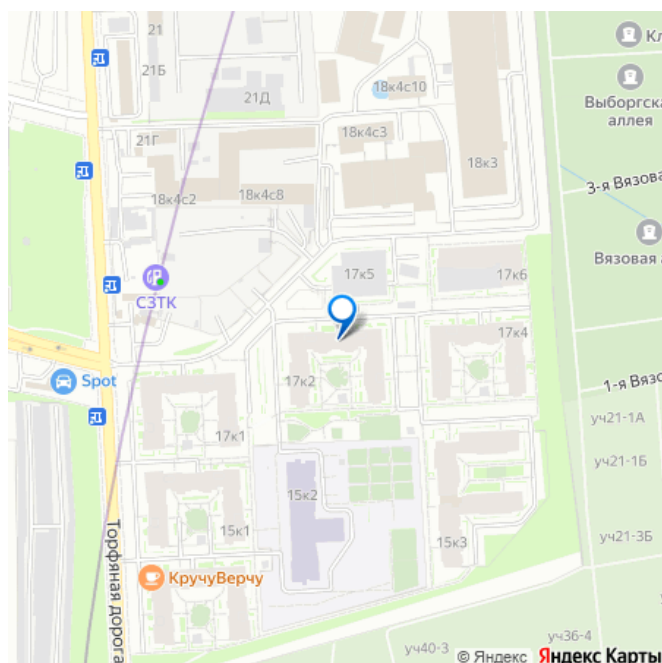 21
21Б
21Д
18к4с10
Выборгска
аллея
21Г
18к4с3
18к3
18к4с2
18к4с8
3-я Вязова
Вязовая а
СЗТК
17к5
17к6
17к4
Spot
17к2
1-я Вязо
17к1
уч21-1А
уч21-1Б
15к2
15к1
15к3
уч21-3Б
Торфяная дорога
КручуВерчу
уч40-3
уч36-4
© Яндекс Яндекс Карты